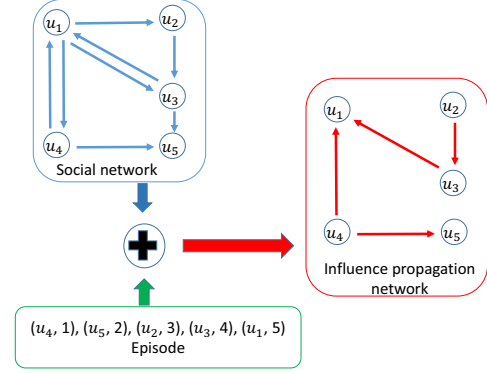 u₁ u₂
u₃
u₄ u₅
Social network
u₁ u₂
u₃
u₄ u₅
Influence propagation
network
(u₄, 1), (u₅, 2), (u₂, 3), (u₃, 4), (u₁, 5)
Episode